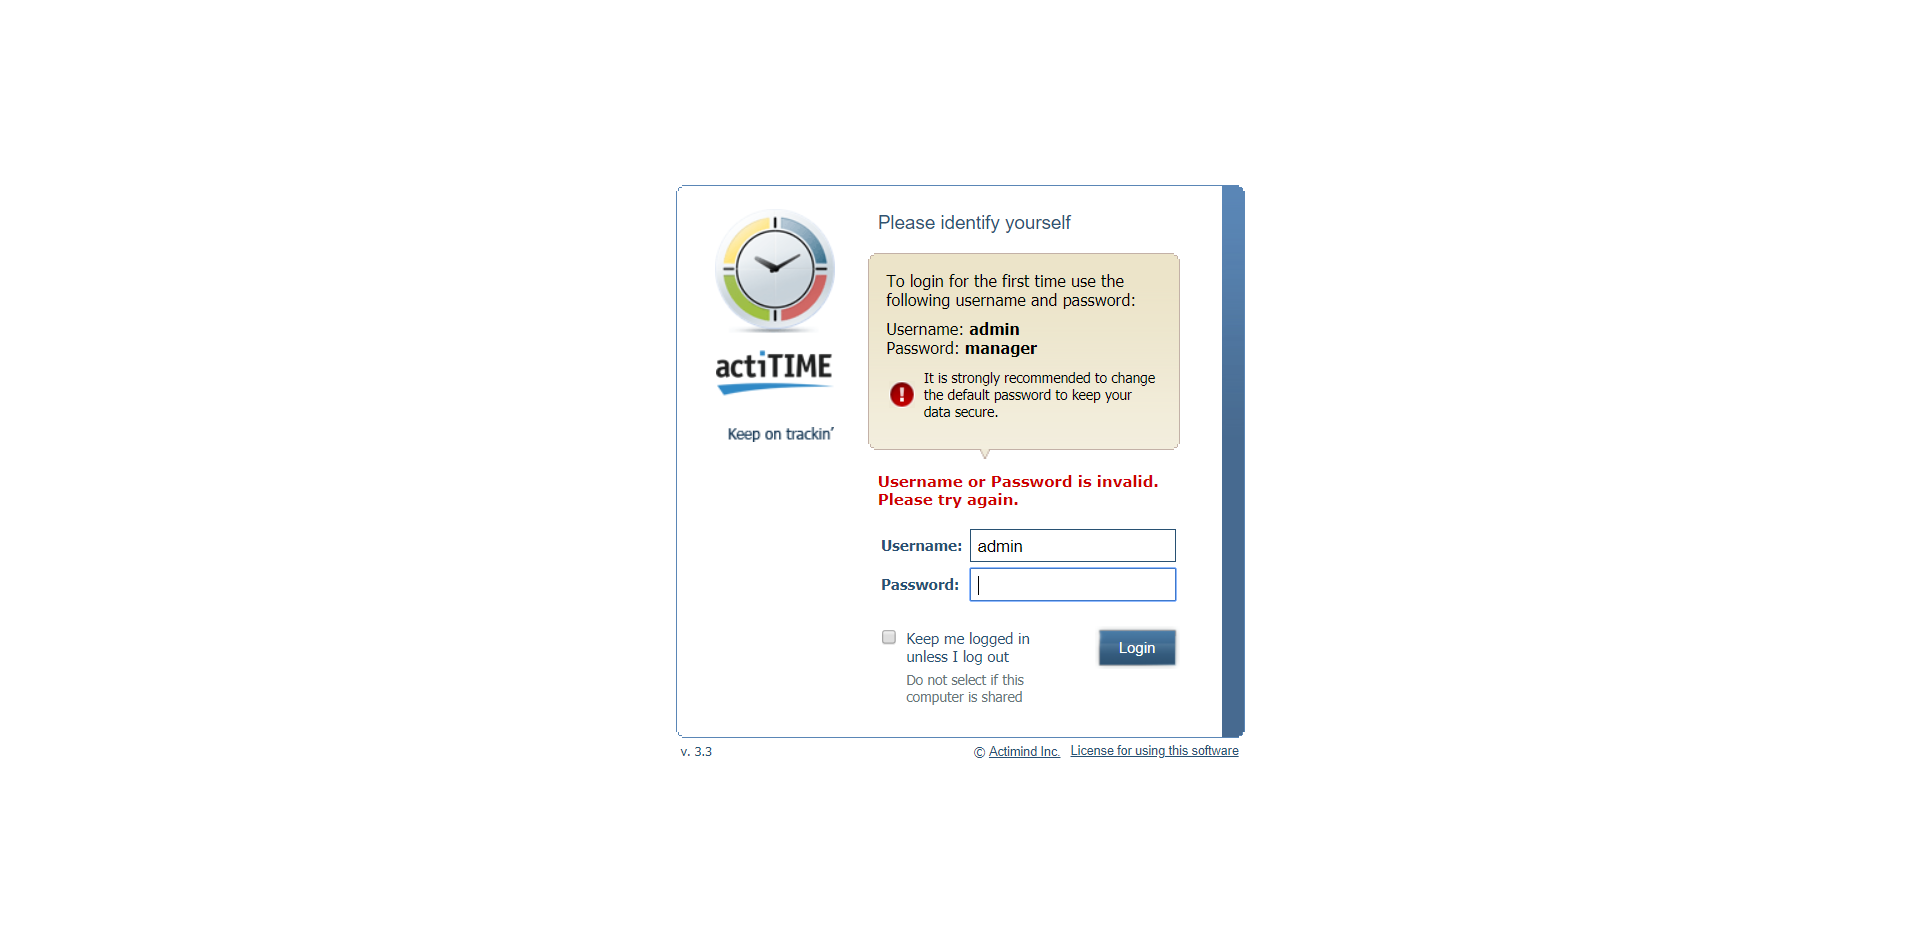 Please identify yourself
To login for the first time use the
following username and password:
Username: admin
Password: manager
It is strongly recommended to change
the default password to keep your
data secure.
actiTIME
Keep on trackin'
Username or Password is invalid.
Please try again.
Username: admin
Password:
Keep me logged in
unless I log out
Login
Do not select if this
computer is shared
v. 3.3
© Actimind Inc. License for using this software